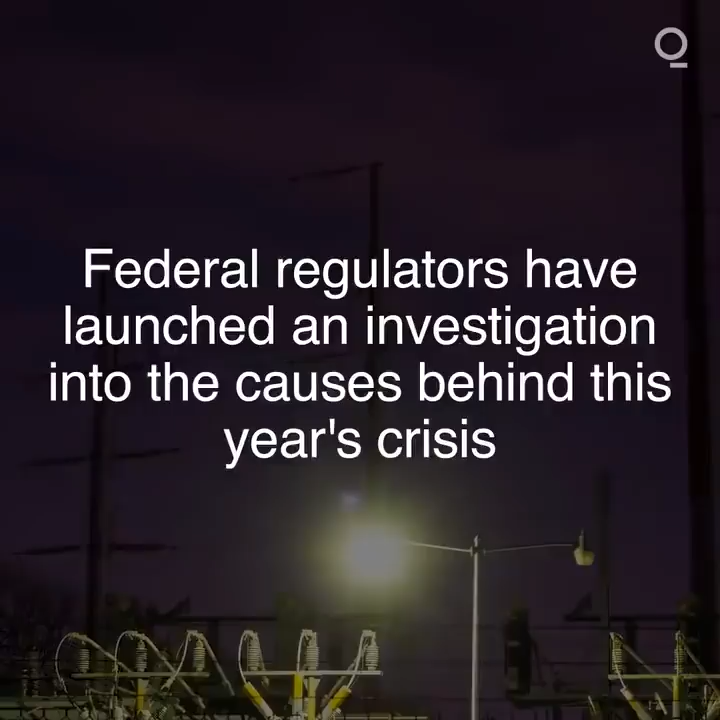 Federal regulators have
launched an investigation
into the causes behind this
year's crisis